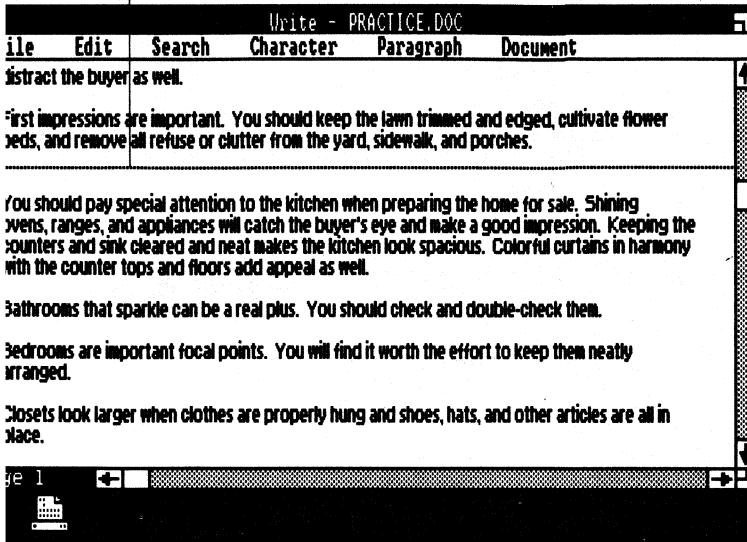 Write - PRACTICE.DOC
ile Edit Search Character Paragraph Document
distract the buyer as well.
First impressions are important. You should keep the lawn trimmed and edged, cultivate flower
beds, and remove all refuse or clutter from the yard, sidewalk, and porches.
You should pay special attention to the kitchen when preparing the home for sale. Shining
ovens, ranges, and appliances will catch the buyer's eye and make a good impression. Keeping the
counters and sink cleared and neat makes the kitchen look spacious. Colorful curtains in harmony
with the counter tops and floors add appeal as well.
Bathrooms that sparkle can be a real plus. You should check and double-check them.
Bedrooms are important focal points. You will find it worth the effort to keep them neatly
arranged.
Closets look larger when clothes are properly hung and shoes, hats, and other articles are all in
place.
ge 1